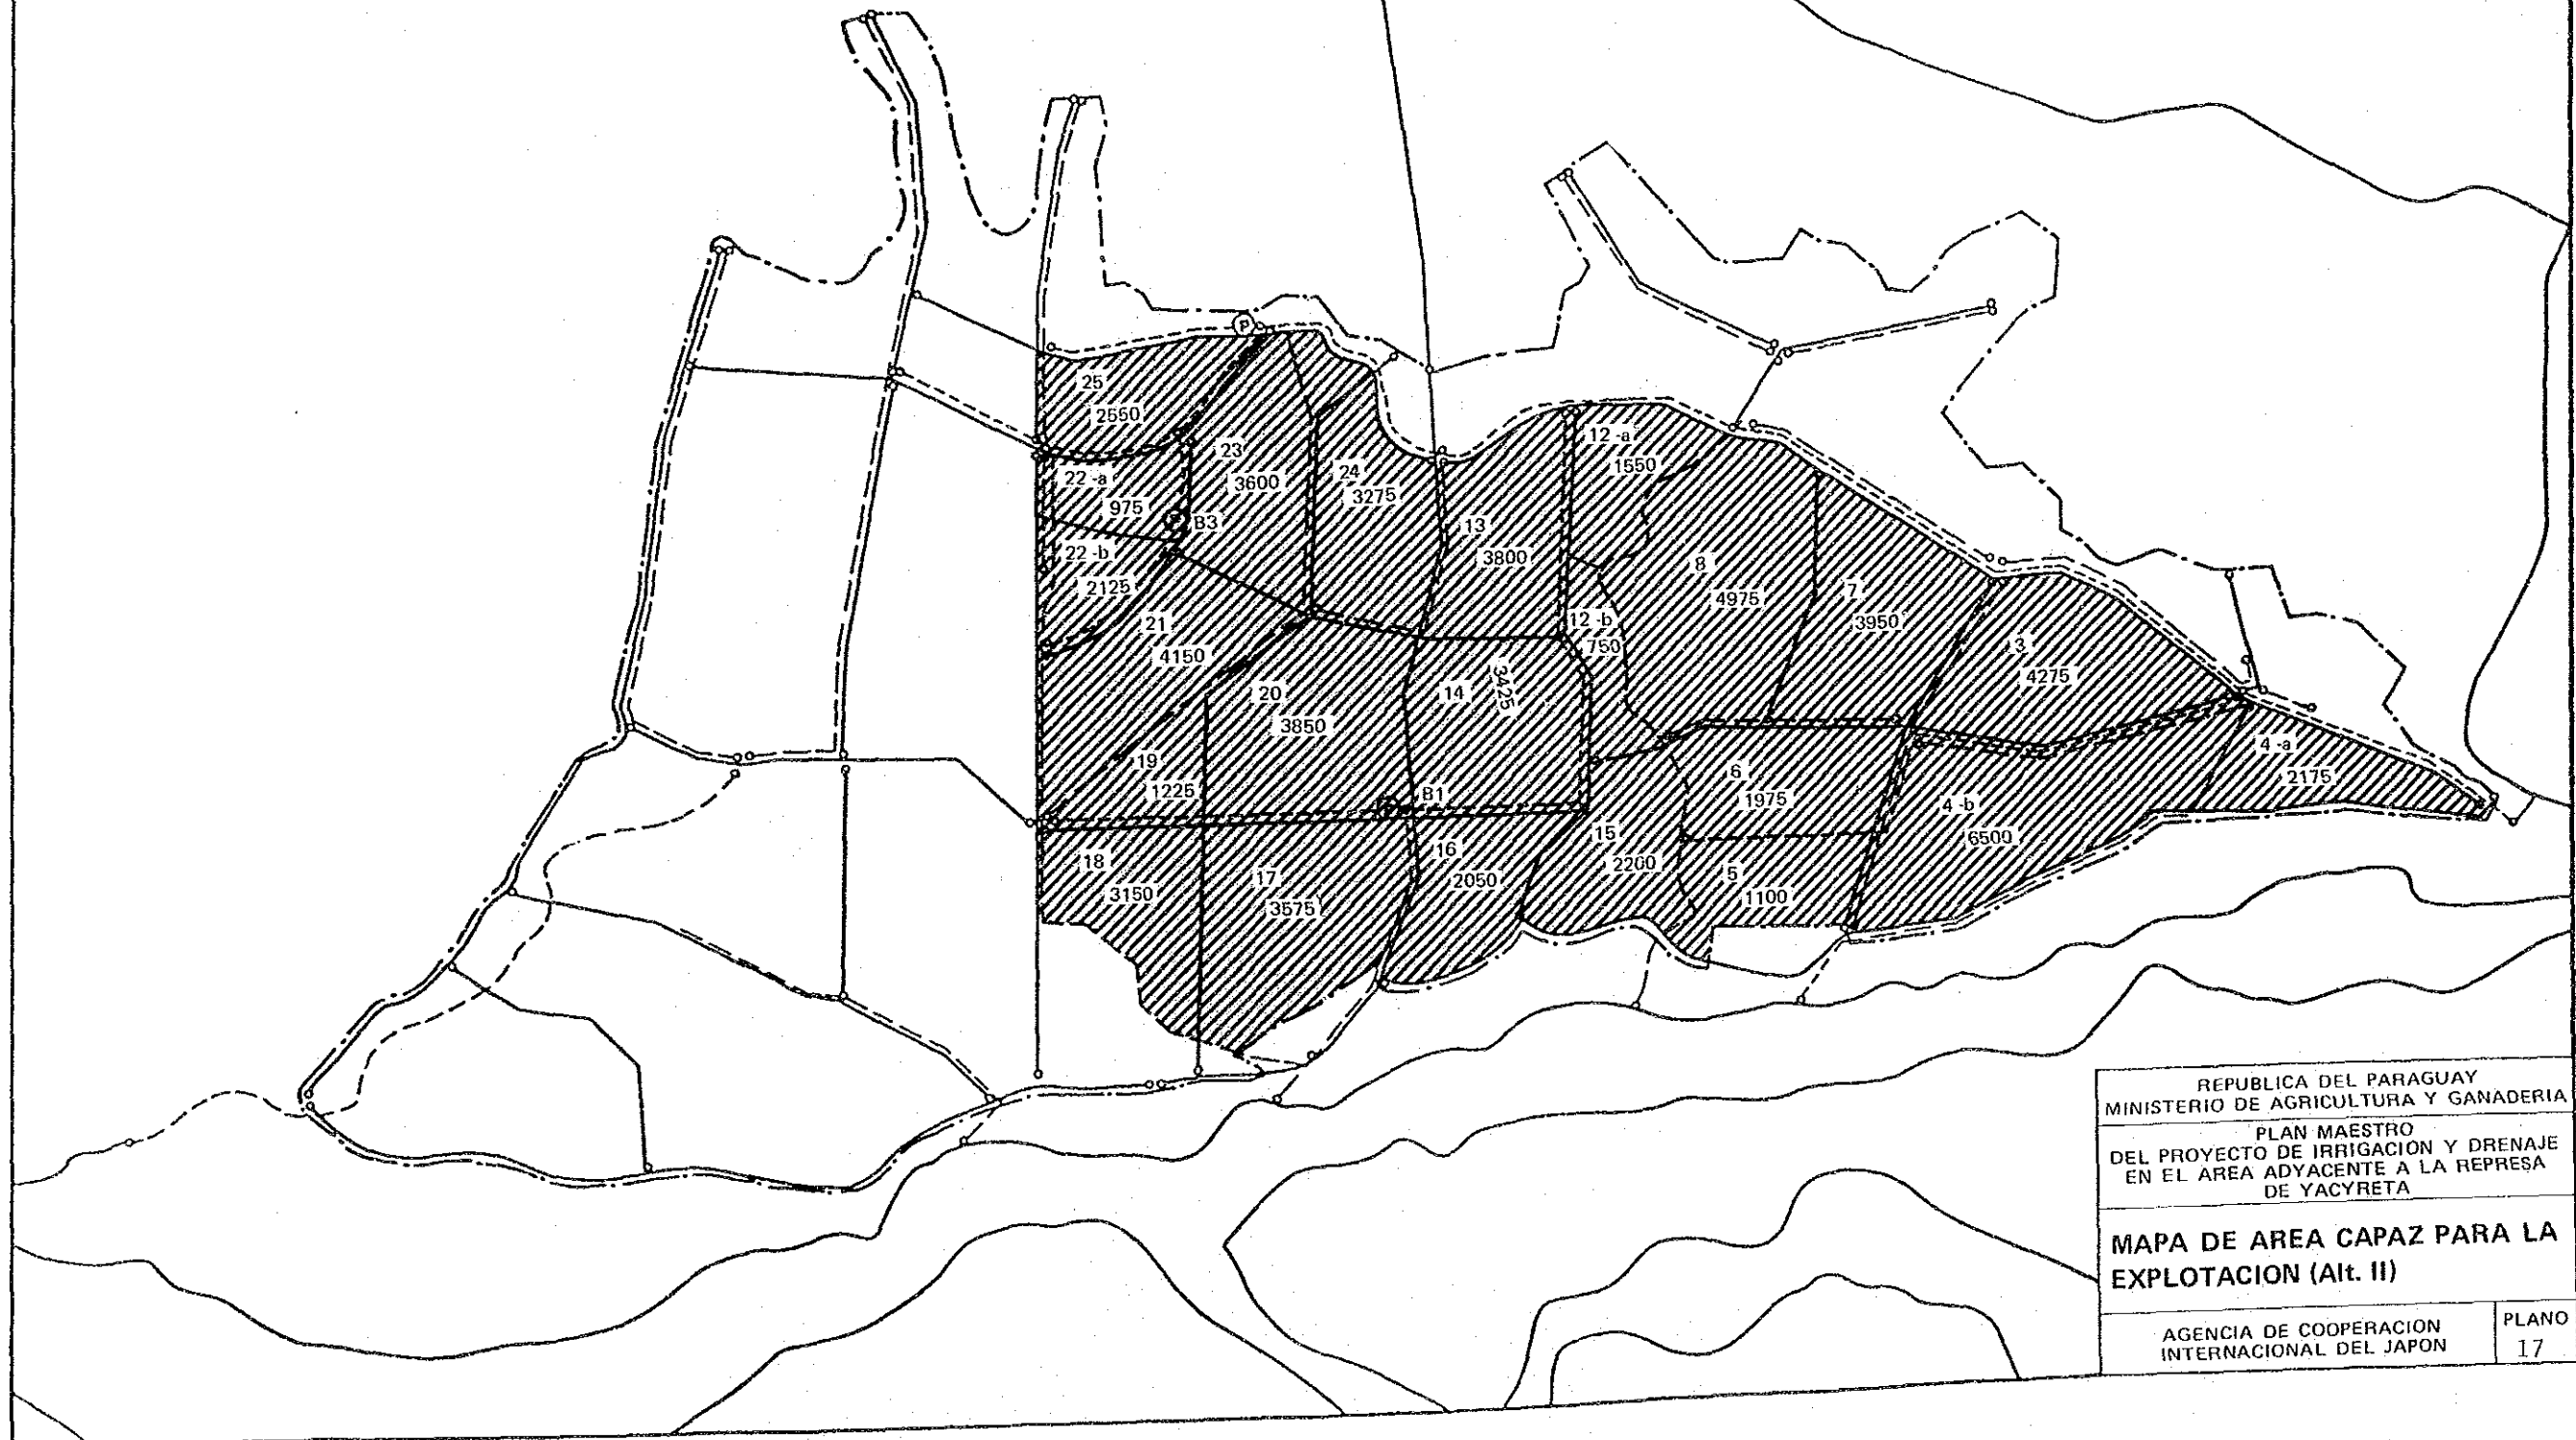 P
25
2550
12 -a
1550
23
3600
24
3275
22 -a
975
B3
13
3800
22 -b
2125
8
4975
7
3950
21
4150
12 -b
750
3
4275
20
3850
14
3425
4 -a
2175
19
1225
6
1975
B1
4 -b
6500
18
3150
17
3575
16
2050
15
2200
5
1100
REPUBLICA DEL PARAGUAY
MINISTERIO DE AGRICULTURA Y GANADERIA
PLAN MAESTRO
DEL PROYECTO DE IRRIGACION Y DRENAJE
EN EL AREA ADYACENTE A LA REPRESA
DE YACYRETA
MAPA DE AREA CAPAZ PARA LA
EXPLOTACION (Alt. II)
AGENCIA DE COOPERACION
INTERNACIONAL DEL JAPON
PLANO
17